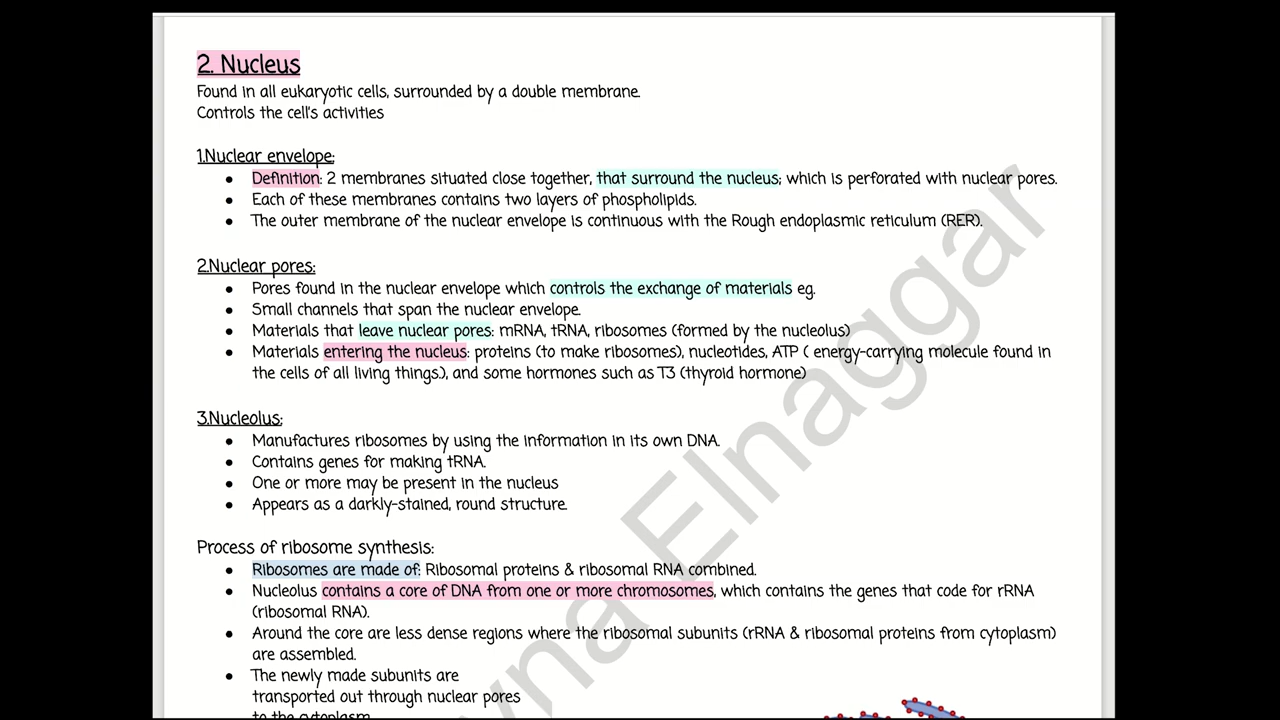 2. Nucleus
Found in all eukaryotic cells, surrounded by a double membrane.
Controls the cell's activities
1.Nuclear envelope:
● Definition: 2 membranes situated close together, that surround the nucleus; which is perforated with nuclear pores.
● Each of these membranes contains two layers of phospholipids.
● The outer membrane of the nuclear envelope is continuous with the Rough endoplasmic reticulum (RER).
2.Nuclear pores:
● Pores found in the nuclear envelope which controls the exchange of materials eg.
● Small channels that span the nuclear envelope.
● Materials that leave nuclear pores: mRNA, tRNA, ribosomes (formed by the nucleolus)
● Materials entering the nucleus: proteins (to make ribosomes), nucleotides, ATP ( energy-carrying molecule found in
the cells of all living things.), and some hormones such as T3 (thyroid hormone)
3.Nucleolus:
● Manufactures ribosomes by using the information in its own DNA.
● Contains genes for making tRNA.
● One or more may be present in the nucleus
● Appears as a darkly-stained, round structure.
Process of ribosome synthesis:
● Ribosomes are made of: Ribosomal proteins & ribosomal RNA combined.
● Nucleolus contains a core of DNA from one or more chromosomes, which contains the genes that code for rRNA
(ribosomal RNA).
● Around the core are less dense regions where the ribosomal subunits (rRNA & ribosomal proteins from cytoplasm)
are assembled.
● The newly made subunits are
transported out through nuclear pores
to the cytoplasm
yna Elnaggar